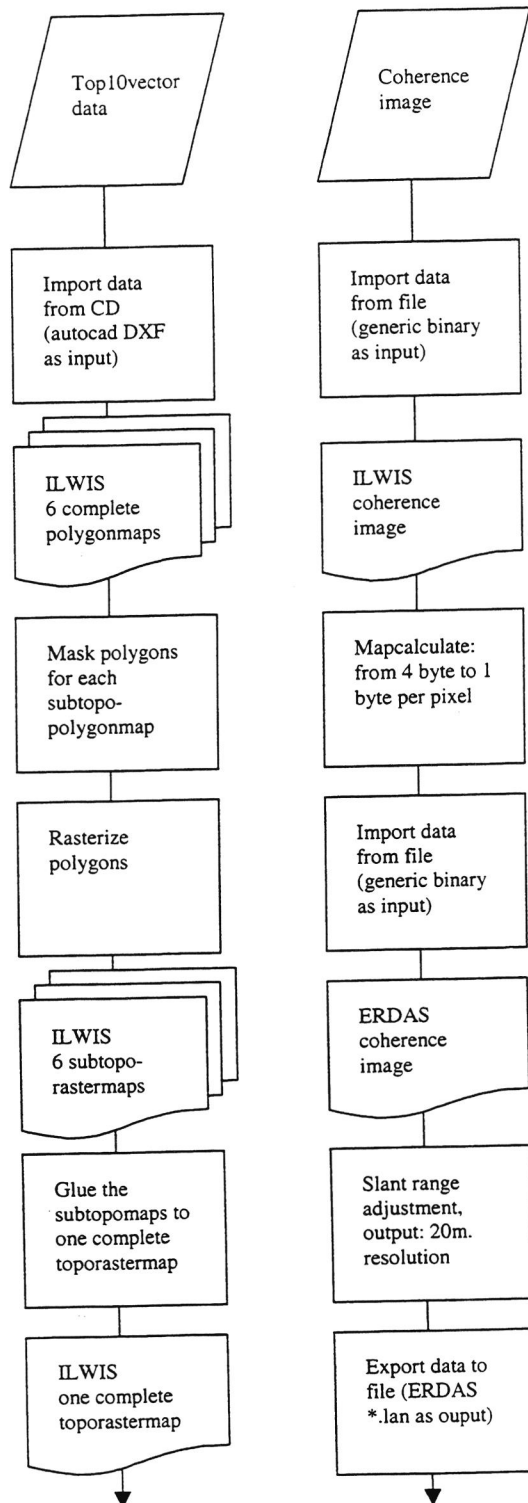 Top10vector
data
Import data
from CD
(autocad DXF
as input)
ILWIS
6 complete
polygonmaps
Mask polygons
for each
subtopo-
polygonmap
Rasterize
polygons
ILWIS
6 subtopo-
rastermaps
Glue the
subtopomaps to
one complete
toporastermap
ILWIS
one complete
toporastermap
Coherence
image
Import data
from file
(generic binary
as input)
ILWIS
coherence
image
Mapcalculate:
from 4 byte to 1
byte per pixel
Import data
from file
(generic binary
as input)
ERDAS
coherence
image
Slant range
adjustment,
output: 20m.
resolution
Export data to
file (ERDAS
*.lan as ouput)